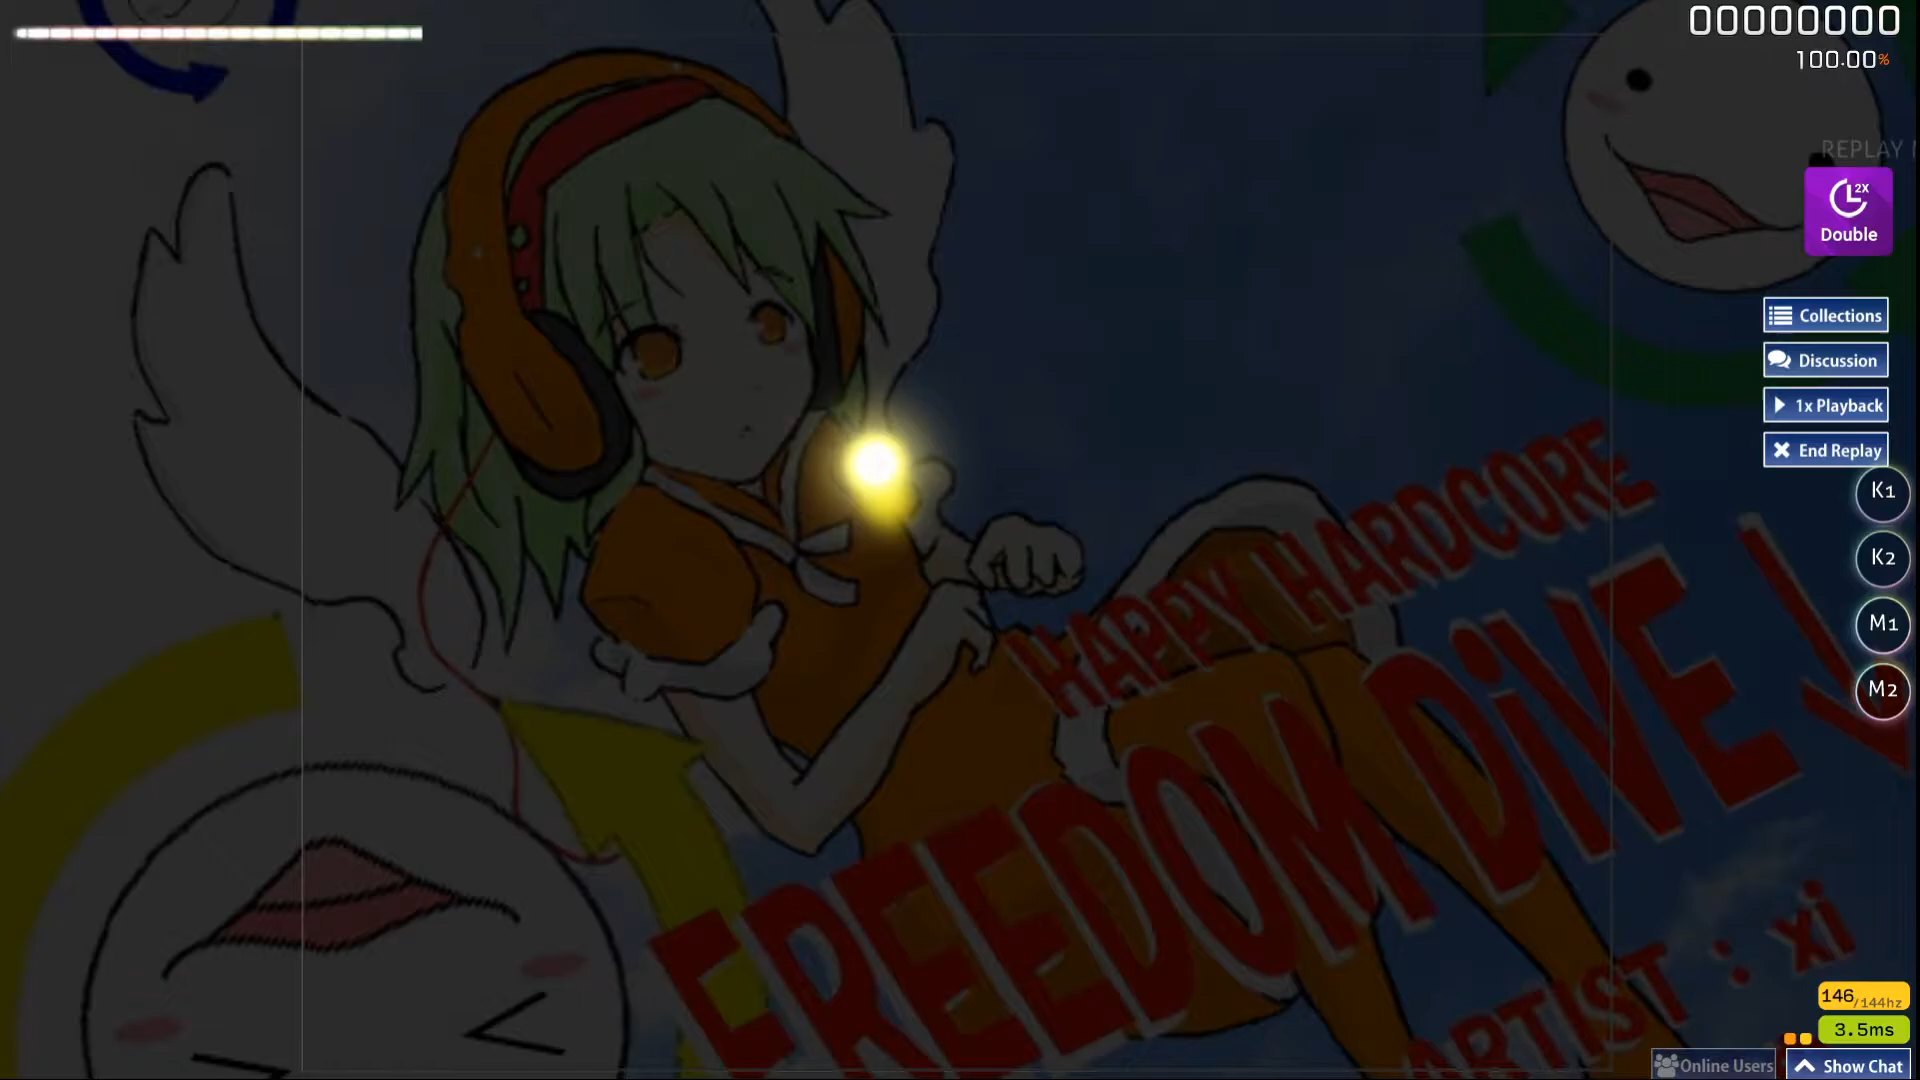 00000000
100.00%
REPLAY
2X
Double
Collections
Discussion
1x Playback
End Replay
K1
K2
M1
M2
HAPPY HARDCORE
FREEDOM DiVE↓
ARTIST : xi
146/144hz
3.5ms
Online Users
Show Chat